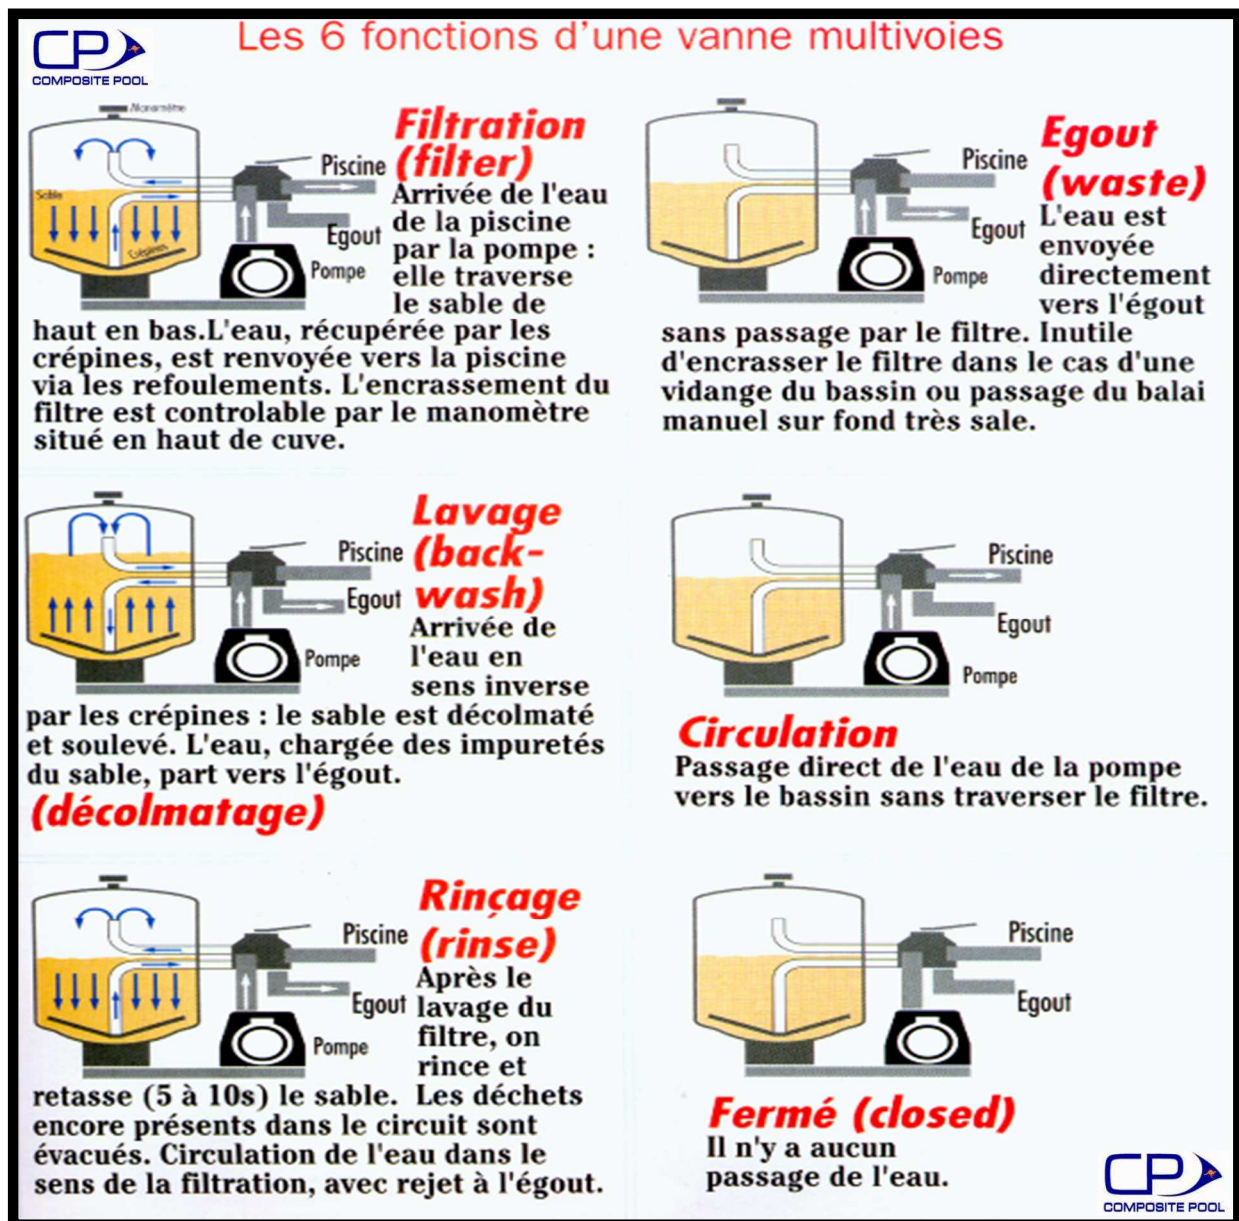 Les 6 fonctions d'une vanne multivoies
CP
COMPOSITE POOL
Manomètre
Sable
Crépines
Piscine
Egout
Pompe
Filtration
(filter)
Arrivée de l'eau
de la piscine
par la pompe :
elle traverse
le sable de
haut en bas.L'eau, récupérée par les
crépines, est renvoyée vers la piscine
via les refoulements. L'encrassement du
filtre est controlable par le manomètre
situé en haut de cuve.
Piscine
Egout
Pompe
Egout
(waste)
L'eau est
envoyée
directement
vers l'égout
sans passage par le filtre. Inutile
d'encrasser le filtre dans le cas d'une
vidange du bassin ou passage du balai
manuel sur fond très sale.
Piscine
Egout
Pompe
Lavage
(back-
wash)
Arrivée de
l'eau en
sens inverse
par les crépines : le sable est décolmaté
et soulevé. L'eau, chargée des impuretés
du sable, part vers l'égout.
(décolmatage)
Piscine
Egout
Pompe
Circulation
Passage direct de l'eau de la pompe
vers le bassin sans traverser le filtre.
Piscine
Egout
Pompe
Rinçage
(rinse)
Après le
lavage du
filtre, on
rince et
retasse (5 à 10s) le sable. Les déchets
encore présents dans le circuit sont
évacués. Circulation de l'eau dans le
sens de la filtration, avec rejet à l'égout.
Piscine
Egout
Fermé (closed)
Il n'y a aucun
passage de l'eau.
CP
COMPOSITE POOL